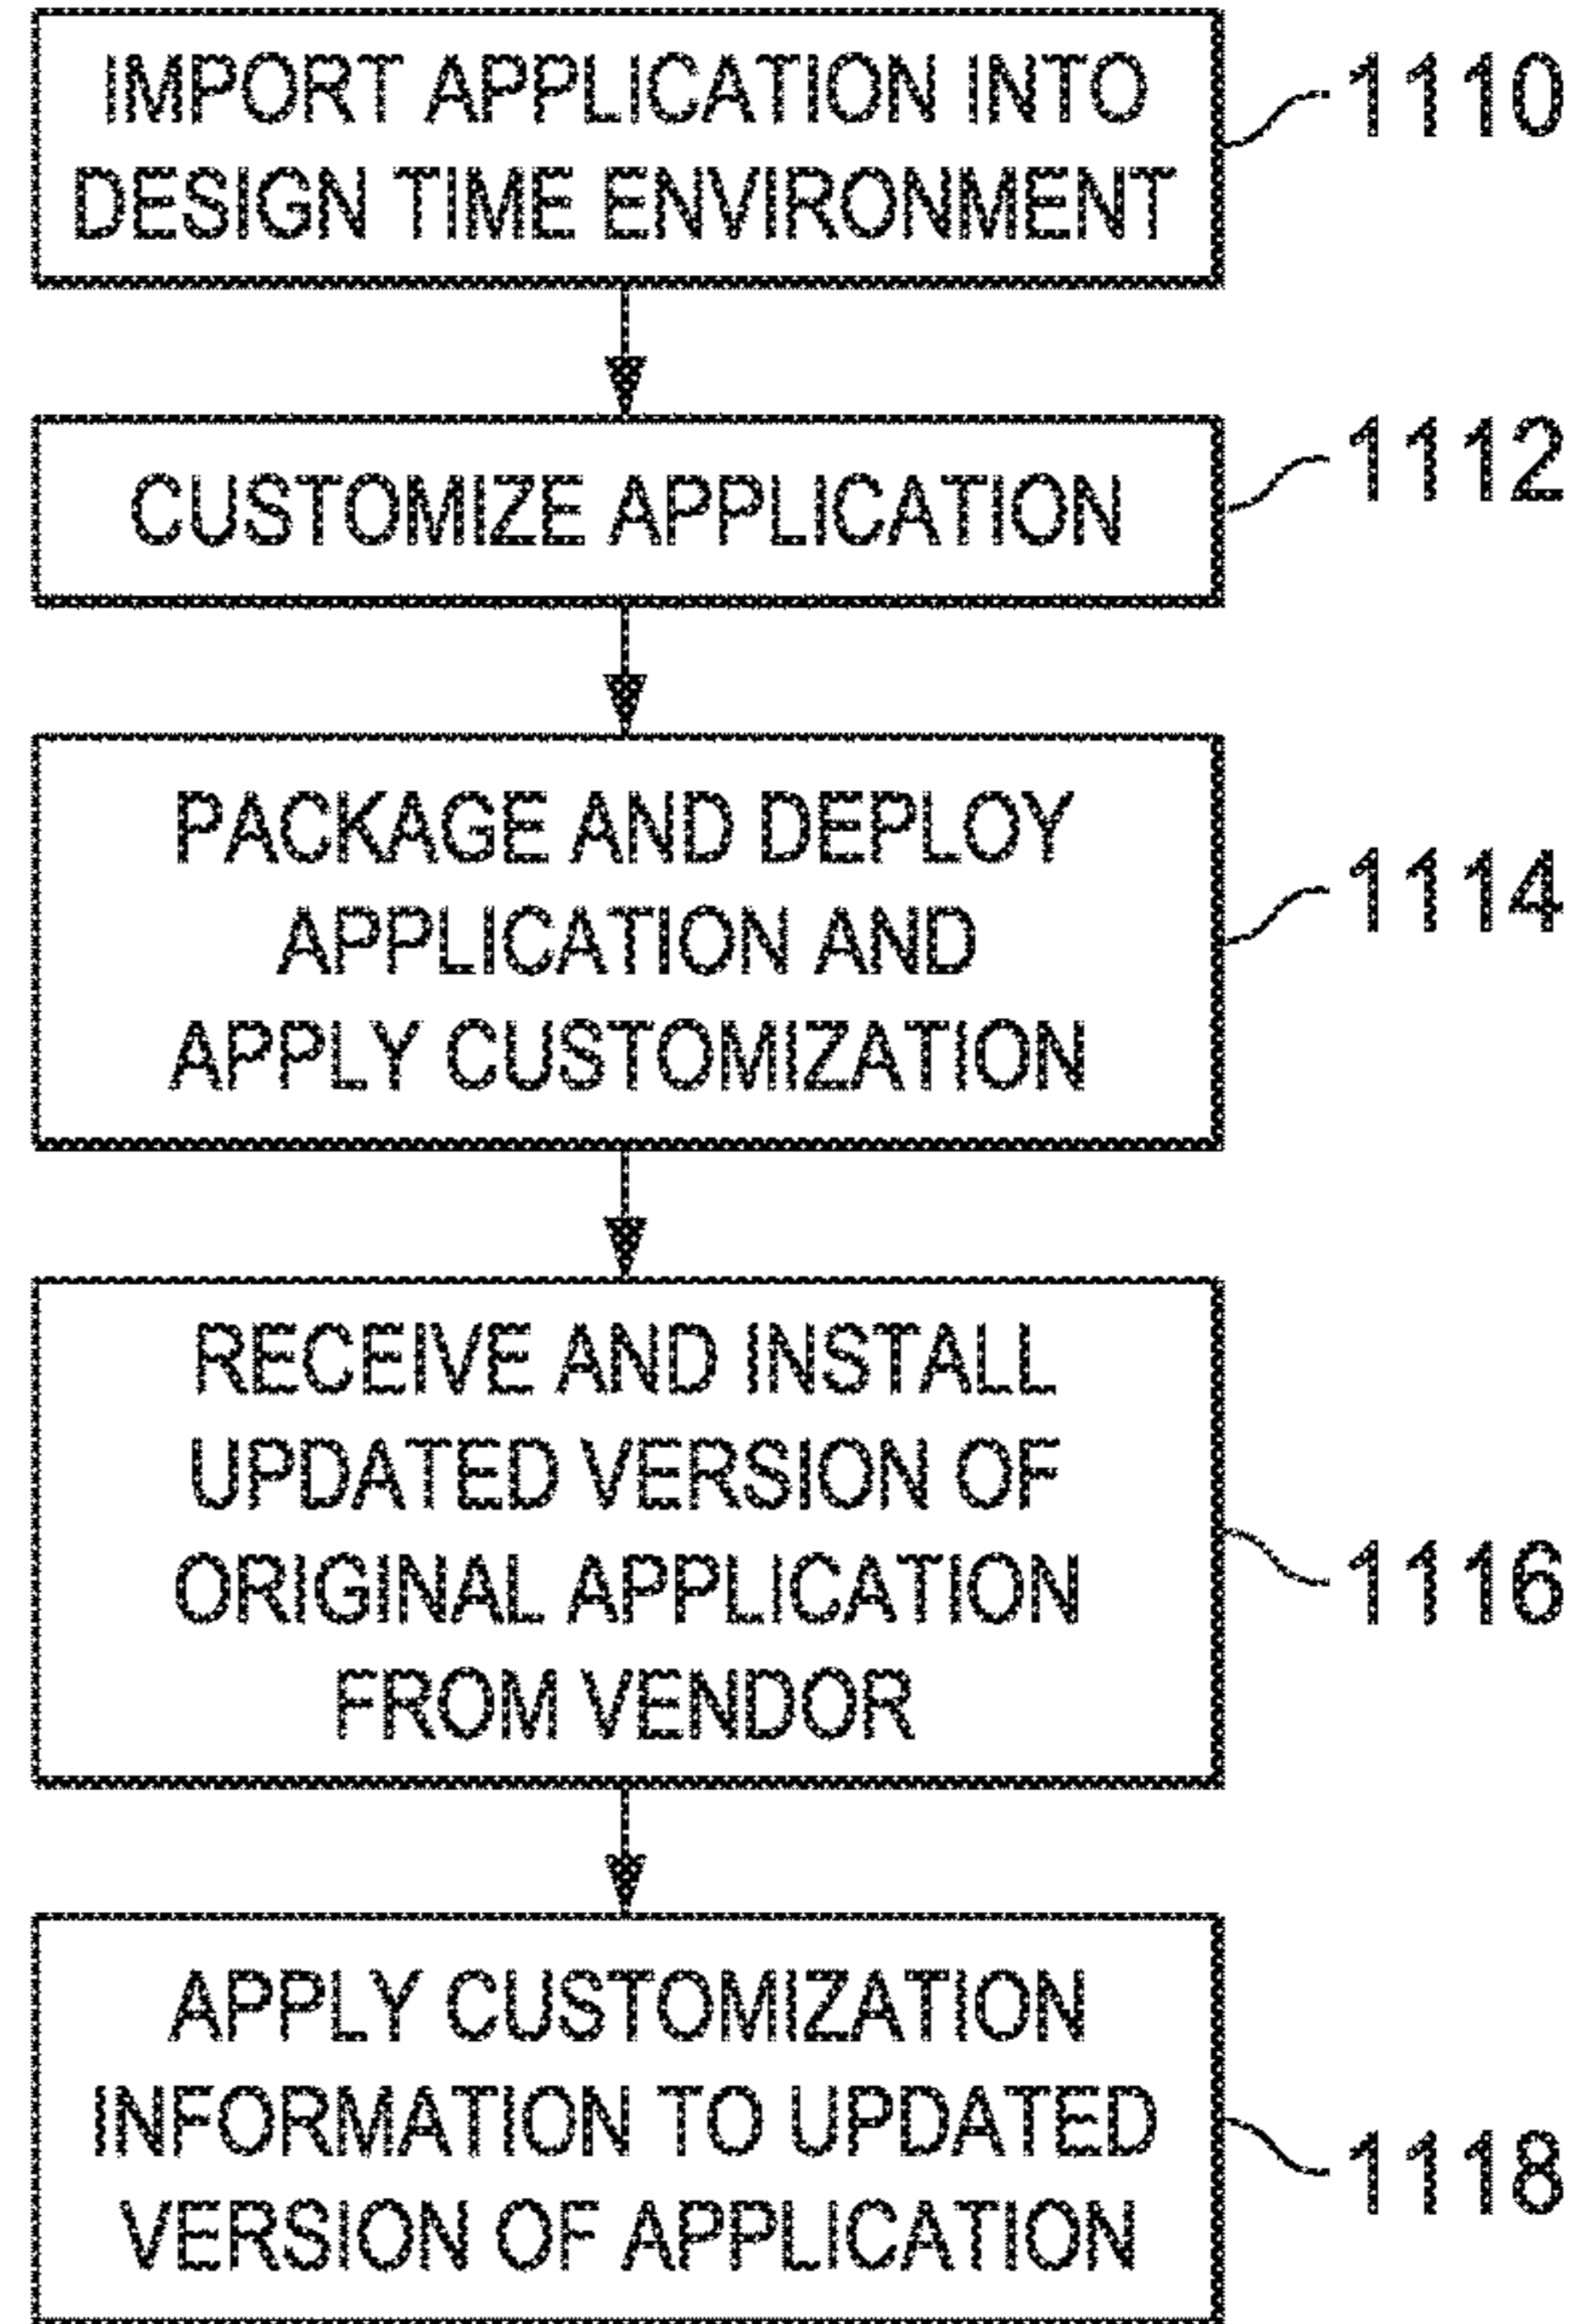 IMPORT APPLICATION INTO
DESIGN TIME ENVIRONMENT
1110
CUSTOMIZE APPLICATION
1112
PACKAGE AND DEPLOY
APPLICATION AND
APPLY CUSTOMIZATION
1114
RECEIVE AND INSTALL
UPDATED VERSION OF
ORIGINAL APPLICATION
FROM VENDOR
1116
APPLY CUSTOMIZATION
INFORMATION TO UPDATED
VERSION OF APPLICATION
1118